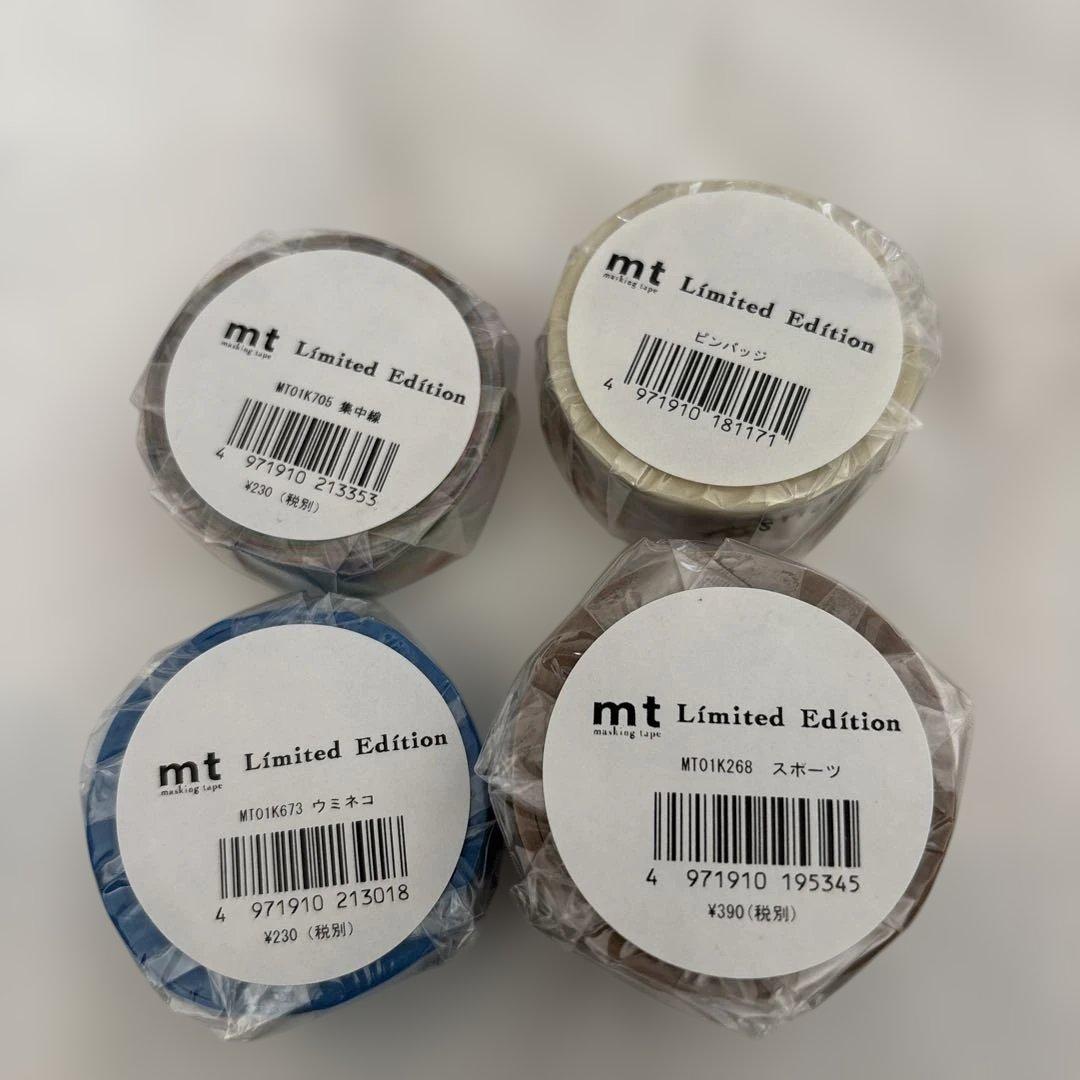 mt Limited Edition
masking tape
MT01K705 集中線
4 971910 213353
¥230 (税別)
mt Limited Edition
masking tape
ピンバッジ
4 971910 181171
mt Limited Edition
masking tape
MT01K673 ウミネコ
4 971910 213018
¥230 (税別)
mt Limited Edition
masking tape
MT01K268 スポーツ
4 971910 195345
¥390(税別)